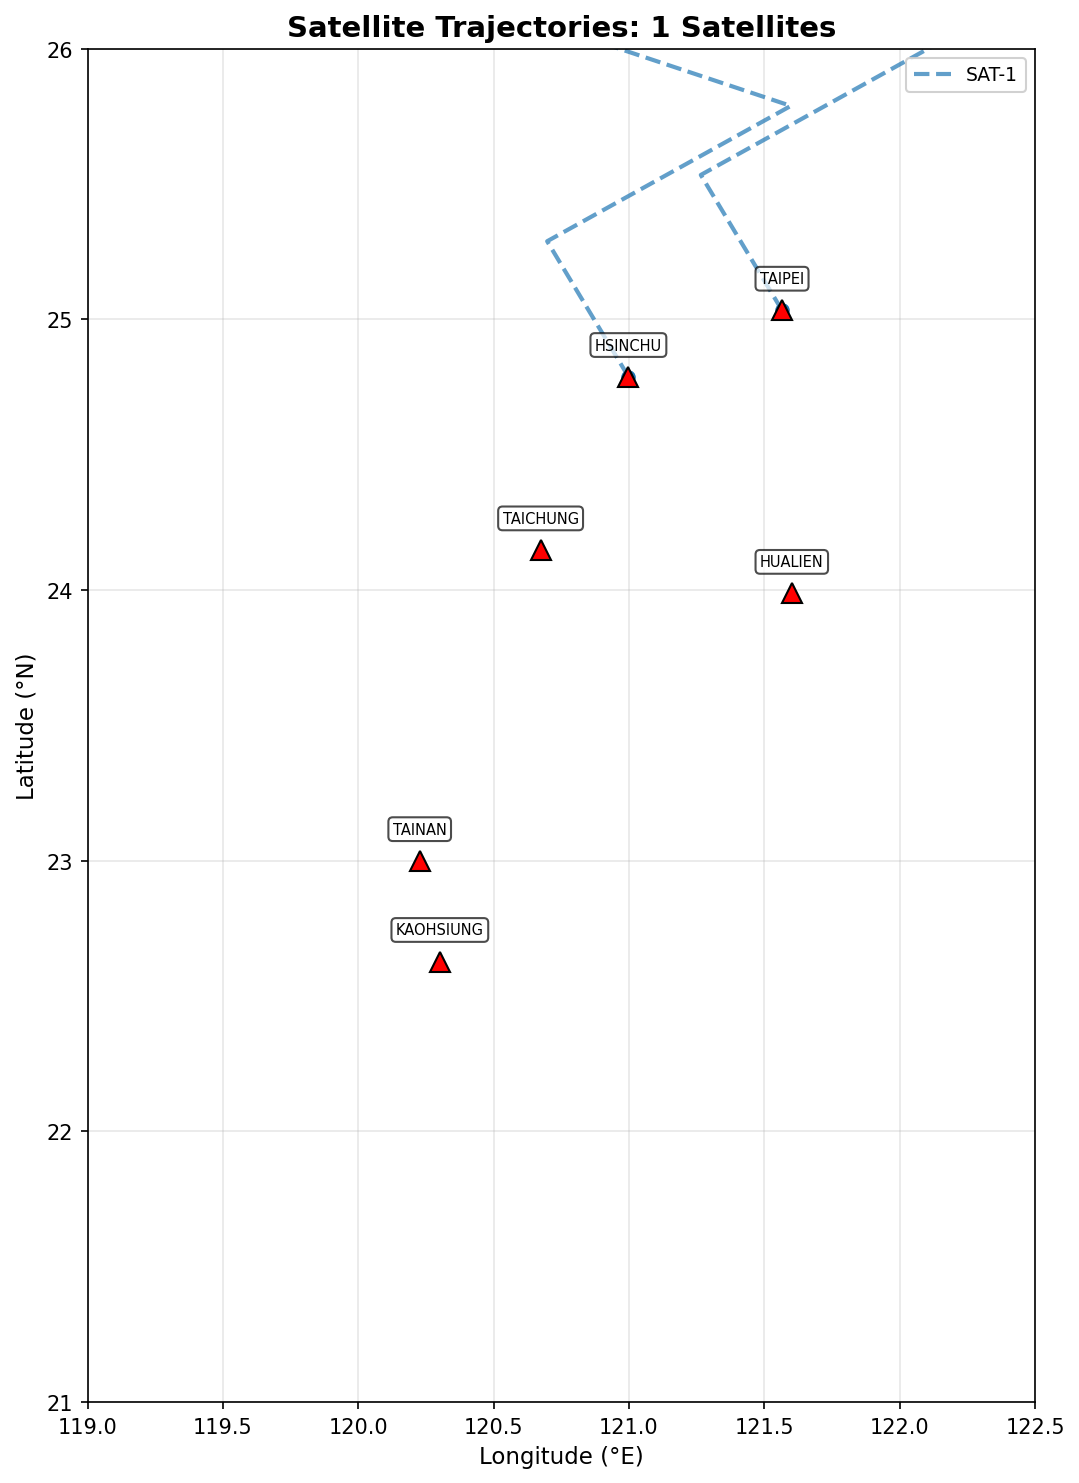 Satellite Trajectories: 1 Satellites
26
SAT-1
TAIPEI
25
HSINCHU
TAICHUNG
HUALIEN
24
Latitude (°N)
TAINAN
23
KAOHSIUNG
22
21
119.0 119.5 120.0 120.5 121.0 121.5 122.0 122.5
Longitude (°E)